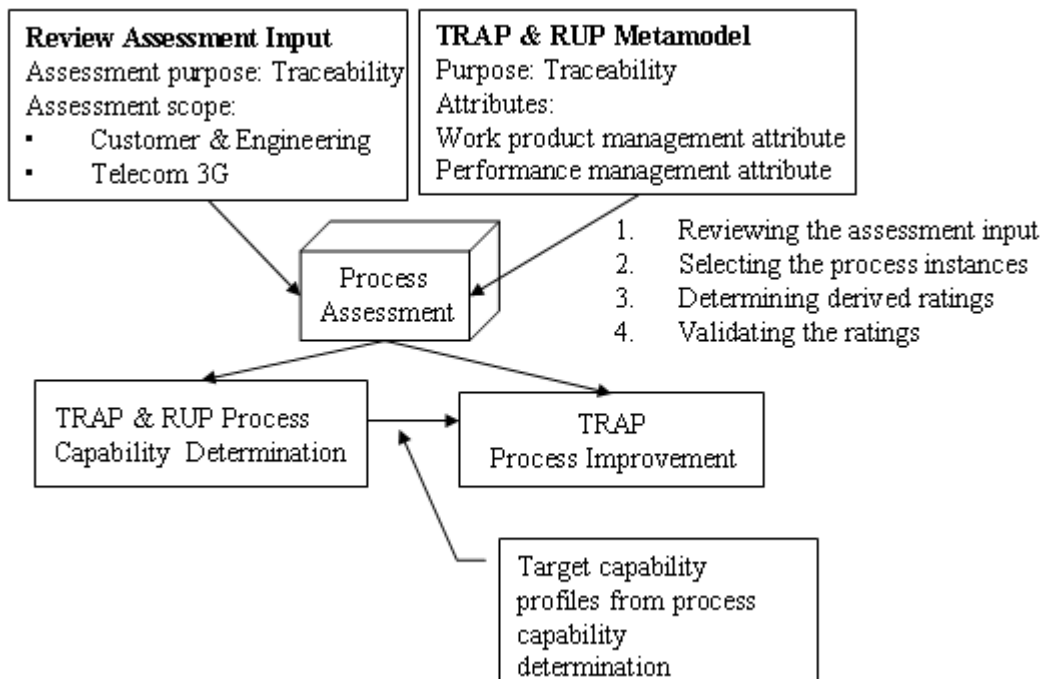 Review Assessment Input
Assessment purpose: Traceability
Assessment scope:
▪ Customer & Engineering
▪ Telecom 3G
TRAP & RUP Metamodel
Purpose: Traceability
Attributes:
Work product management attribute
Performance management attribute
Process
Assessment
1. Reviewing the assessment input
2. Selecting the process instances
3. Determining derived ratings
4. Validating the ratings
TRAP & RUP Process
Capability Determination
TRAP
Process Improvement
Target capability
profiles from process
capability
determination